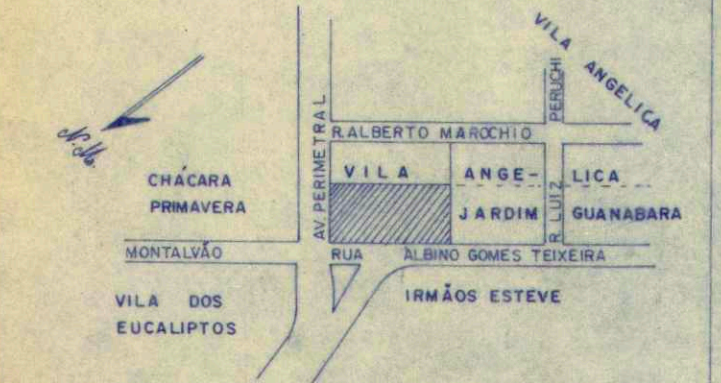 VILA ANGELICA
N.M.
R. ALBERTO MAROCHIO
R. LUIZ PERUCHI
AV. PERIMETRAL
CHÁCARA
PRIMAVERA
VILA ANGE- LICA
JARDIM GUANABARA
MONTALVÃO RUA ALBINO GOMES TEIXEIRA
VILA DOS
EUCALIPTOS
IRMÃOS ESTEVE